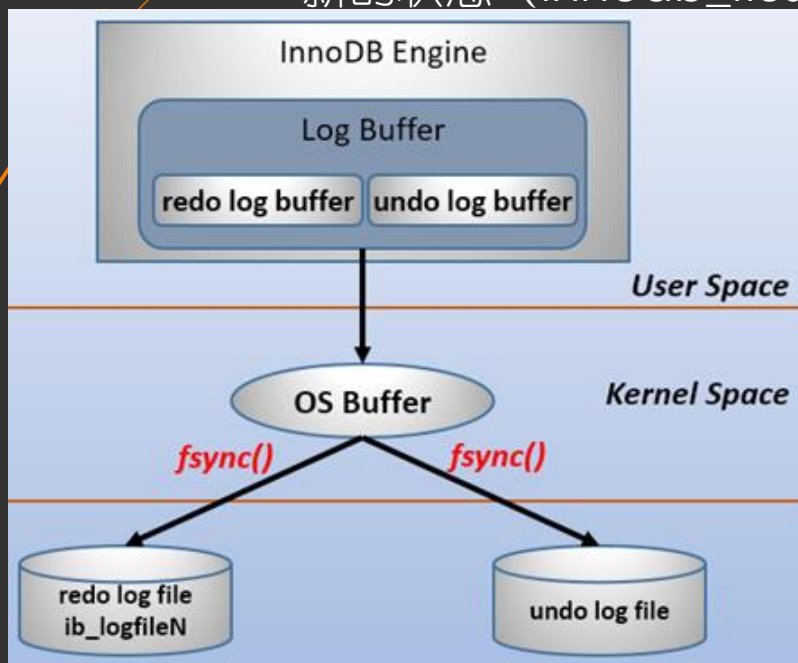 InnoDB Engine
Log Buffer
redo log buffer
undo log buffer
User Space
OS Buffer
Kernel Space
fsync()
fsync()
redo log file
ib_logfileN
undo log file